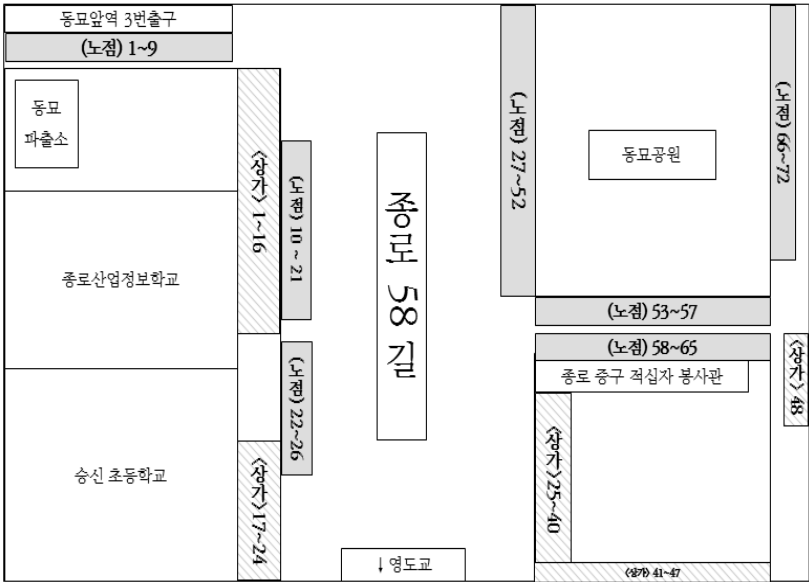 동묘앞역 3번출구
(노점) 1~9
동묘
파출소
<상가> 1~16
(노점) 10 ~ 21
종로산업정보학교
(노점) 22~26
숭신 초등학교
<상가>17~24
종로 58 길
↓영도교
(노점) 27~52
동묘공원
(노점) 66~72
(노점) 53~57
(노점) 58~65
종로 중구 적십자 봉사관
<상가> 48
<상가>25~40
<상가> 41~47